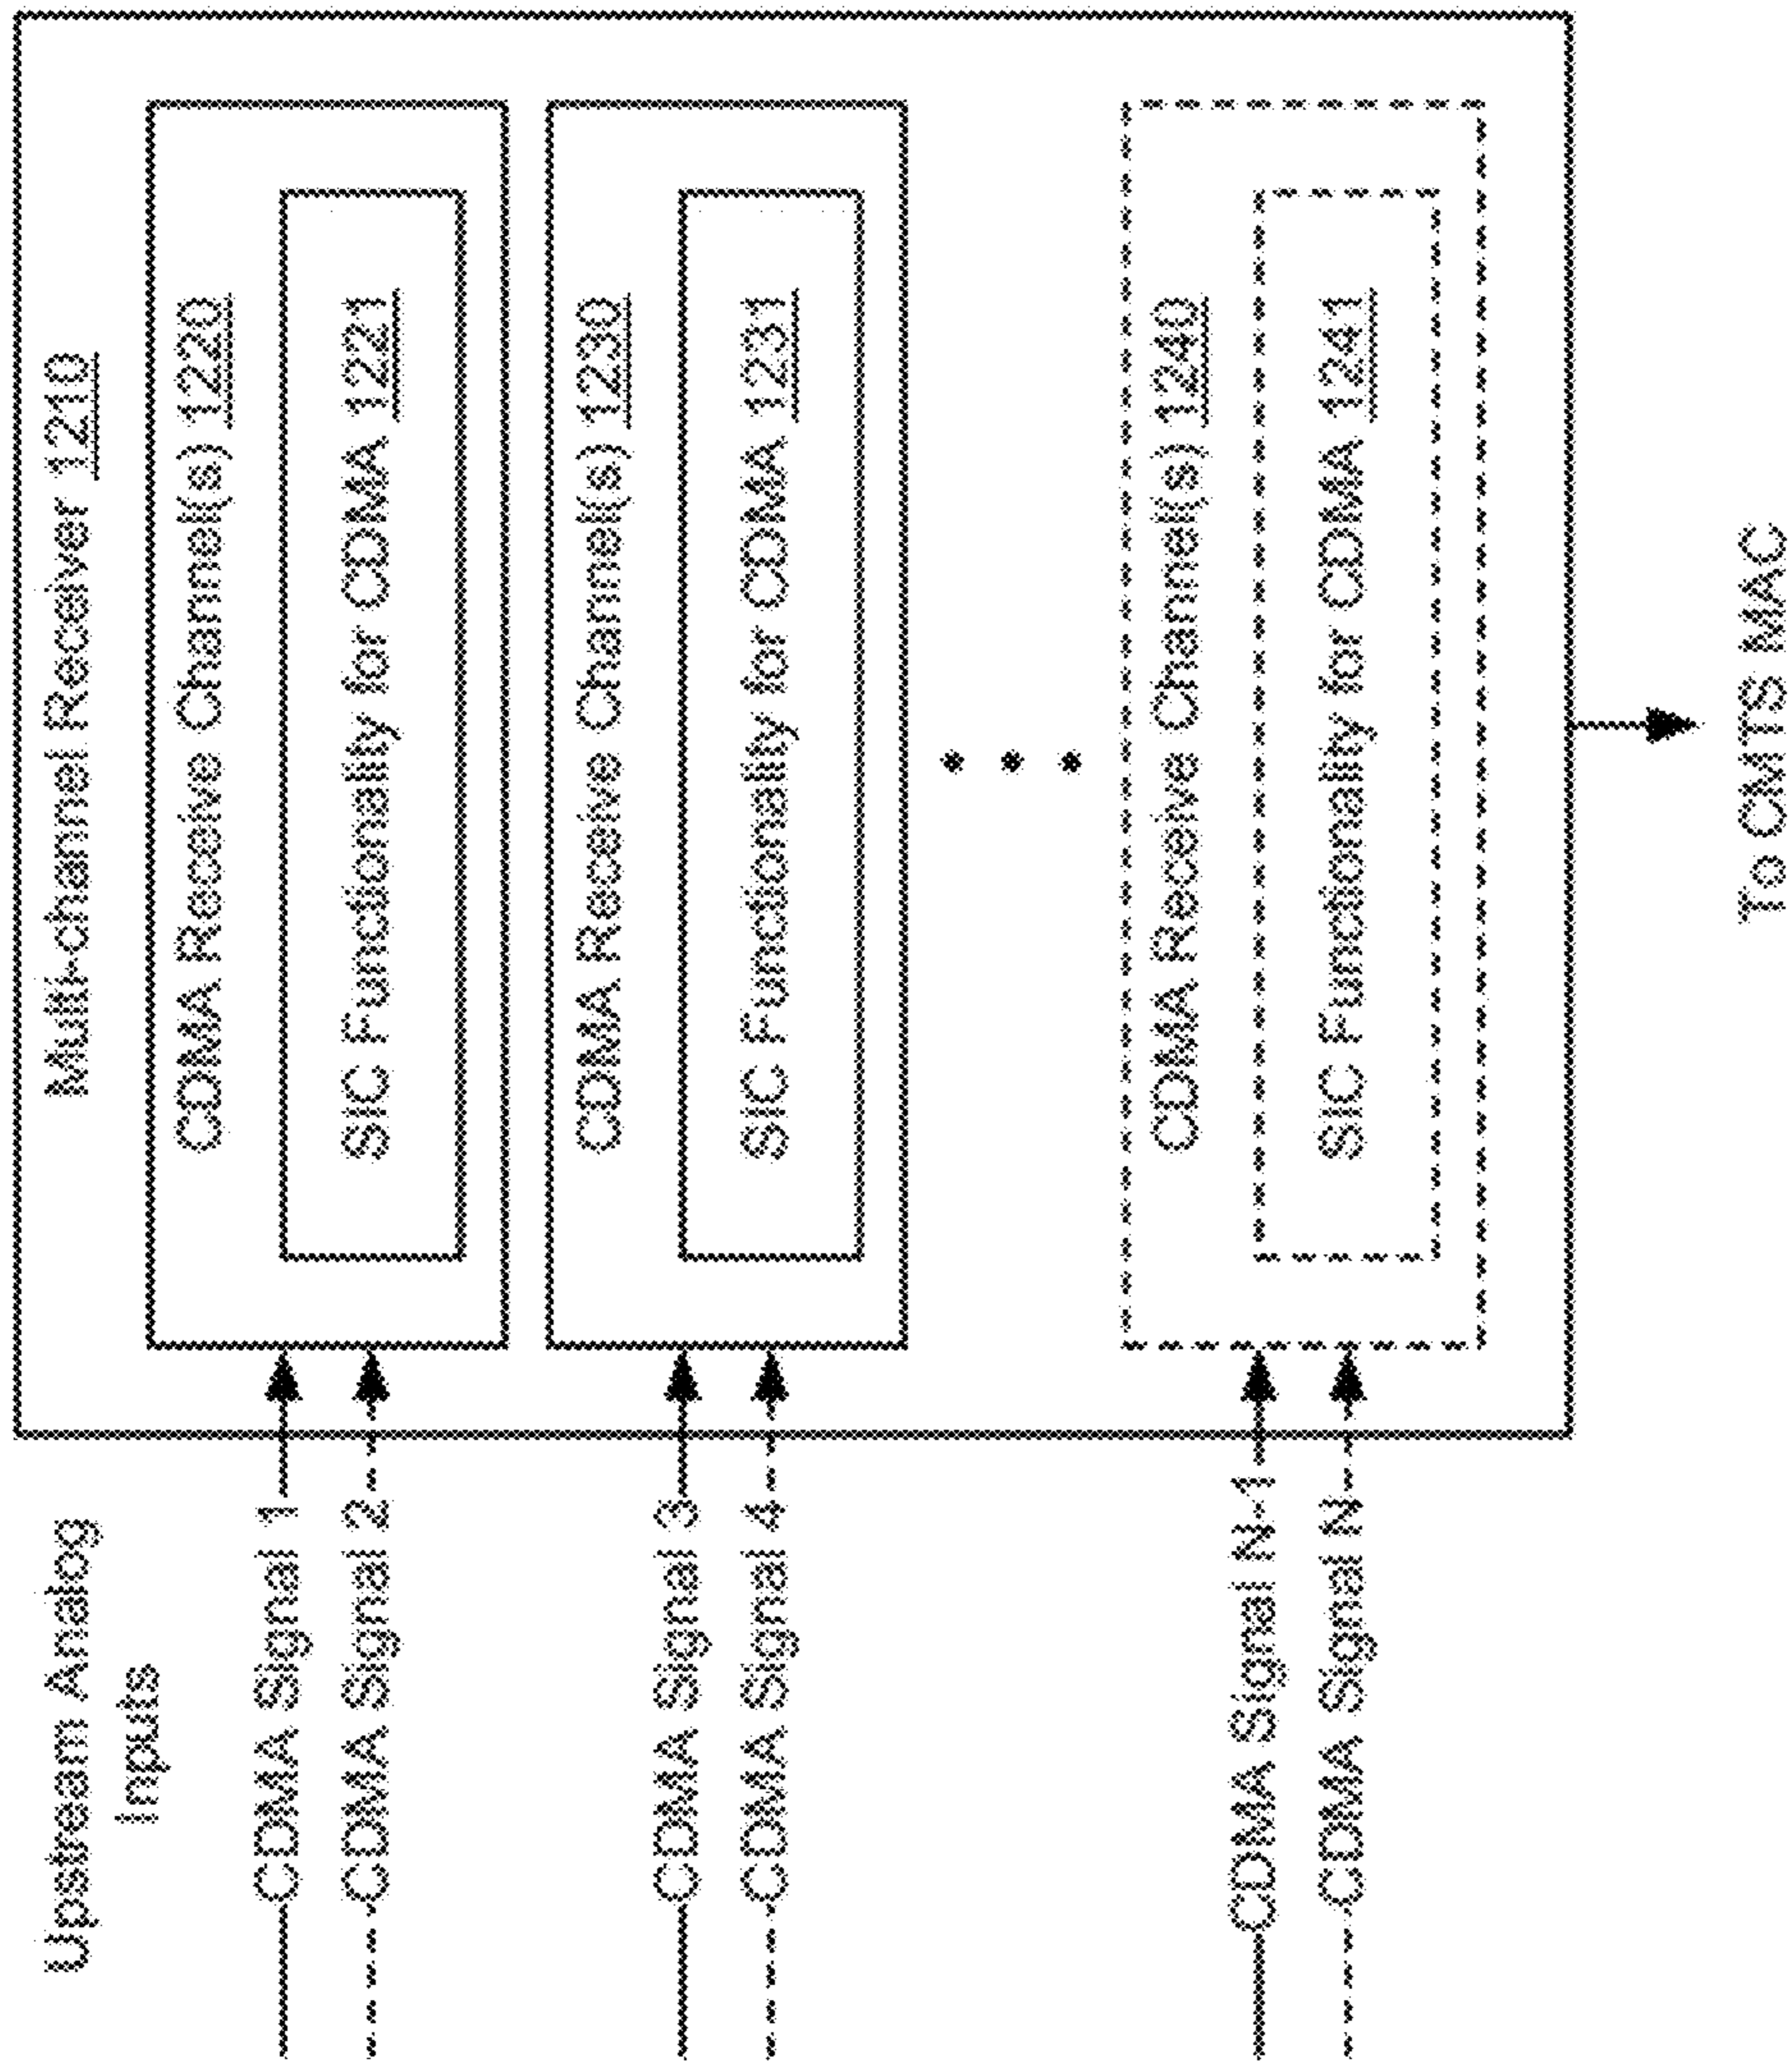 Upstream Analog
Inputs
CDMA Signal 1
CDMA Signal 2
CDMA Signal 3
CDMA Signal 4
CDMA Signal N-1
CDMA Signal N
Multi-channel Receiver 1210
CDMA Receive Channel(s) 1220
SIC Functionality for CDMA 1221
CDMA Receive Channel(s) 1230
SIC Functionality for CDMA 1231
CDMA Receive Channel(s) 1240
SIC Functionality for CDMA 1241
To CMTS MAC